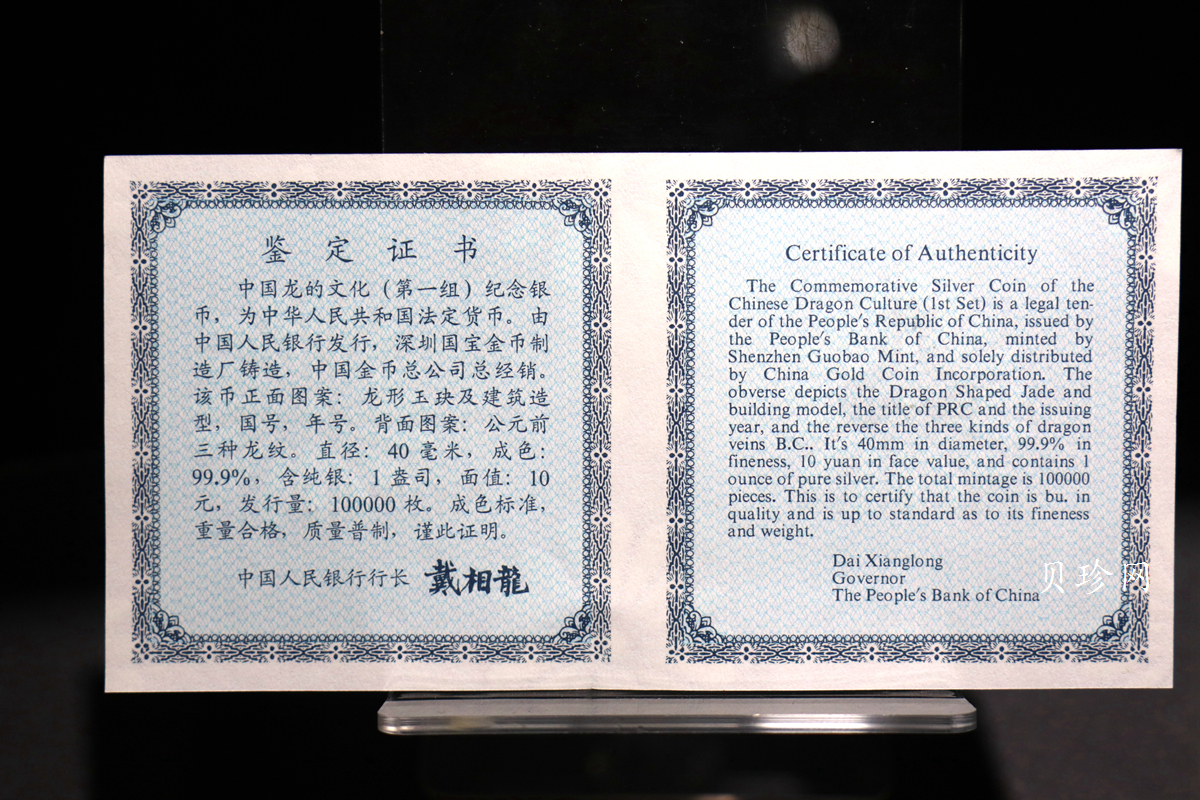 鉴定证书
中国龙的文化（第一组）纪念银
币，为中华人民共和国法定货币。由
中国人民银行发行，深圳国宝金币制
造厂铸造，中国金币总公司总经销。
该币正面图案：龙形玉玦及建筑造
型，国号，年号。背面图案：公元前
三种龙纹。直径：40毫米，成色：
99.9%，含纯银：1盎司，面值：10
元，发行量：100000枚。成色标准，
重量合格，质量普制，谨此证明。
中国人民银行行长 戴相龍
Certificate of Authenticity
The Commemorative Silver Coin of the
Chinese Dragon Culture (1st Set) is a legal ten-
der of the People's Republic of China, issued by
the People's Bank of China, minted by
Shenzhen Guobao Mint, and solely distributed
by China Gold Coin Incorporation. The
obverse depicts the Dragon Shaped Jade and
building model, the title of PRC and the issuing
year, and the reverse the three kinds of dragon
veins B.C.. It's 40mm in diameter, 99.9% in
fineness, 10 yuan in face value, and contains 1
ounce of pure silver. The total mintage is 100000
pieces. This is to certify that the coin is bu. in
quality and is up to standard as to its fineness
and weight.
Dai Xianglong
Governor
The People's Bank of China
贝珍网